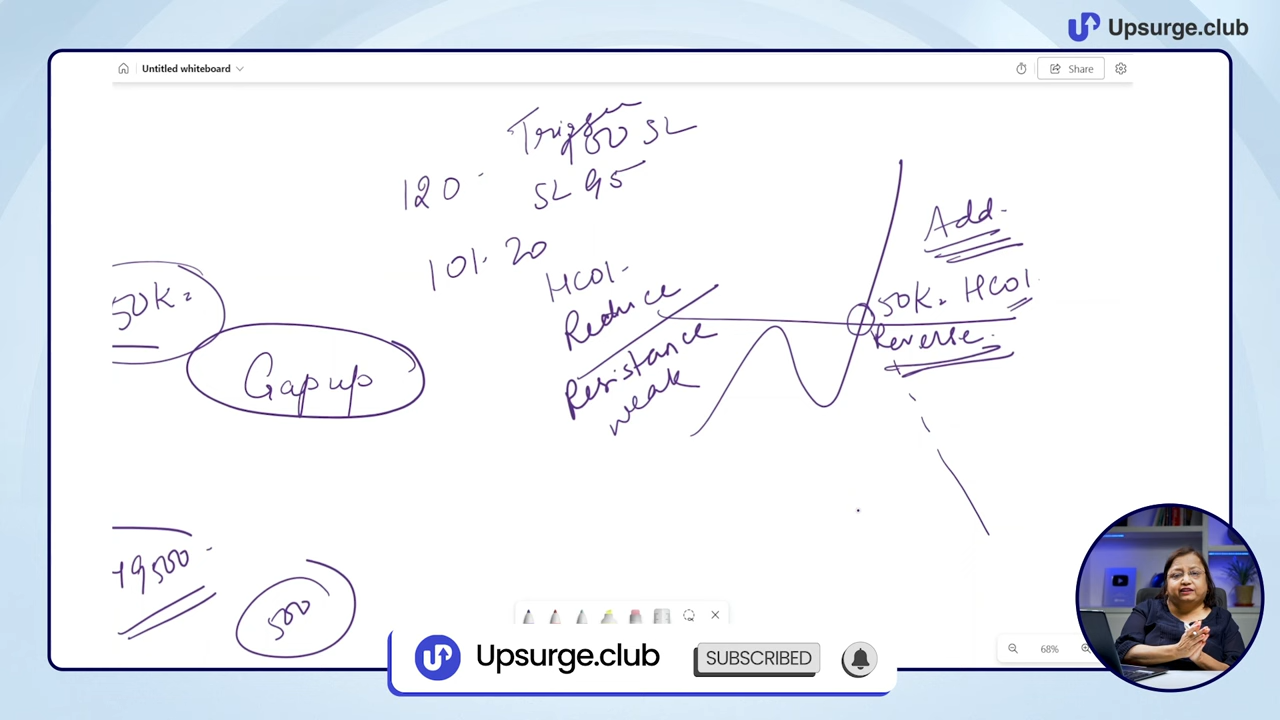 Upsurge.club
Untitled whiteboard
Share
Trigger
100 SL
120
SL 95
101.20
HCOI
Reduce
Resistance
weak
Add
50K HCOI
Reverse
50K
Gap up
49500
500
68%
Upsurge.club
SUBSCRIBED